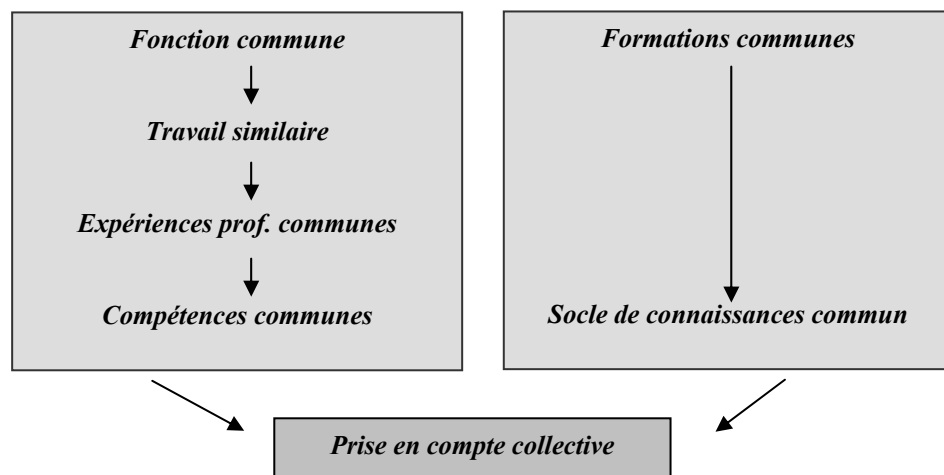 Fonction commune
Travail similaire
Expériences prof. communes
Compétences communes
Formations communes
Socle de connaissances commun
Prise en compte collective